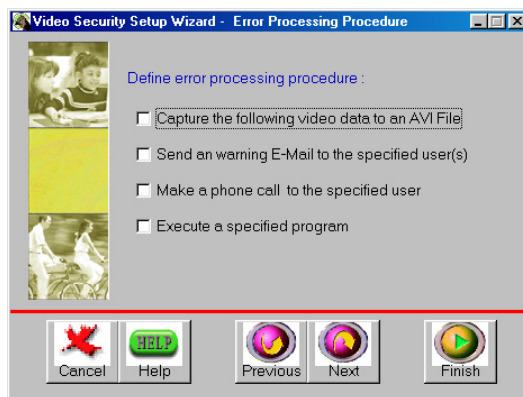 Video Security Setup Wizard - Error Processing Procedure
Define error processing procedure :
Capture the following video data to an AVI File
Send an warning E-Mail to the specified user(s)
Make a phone call to the specified user
Execute a specified program
HELP
Cancel Help Previous Next Finish